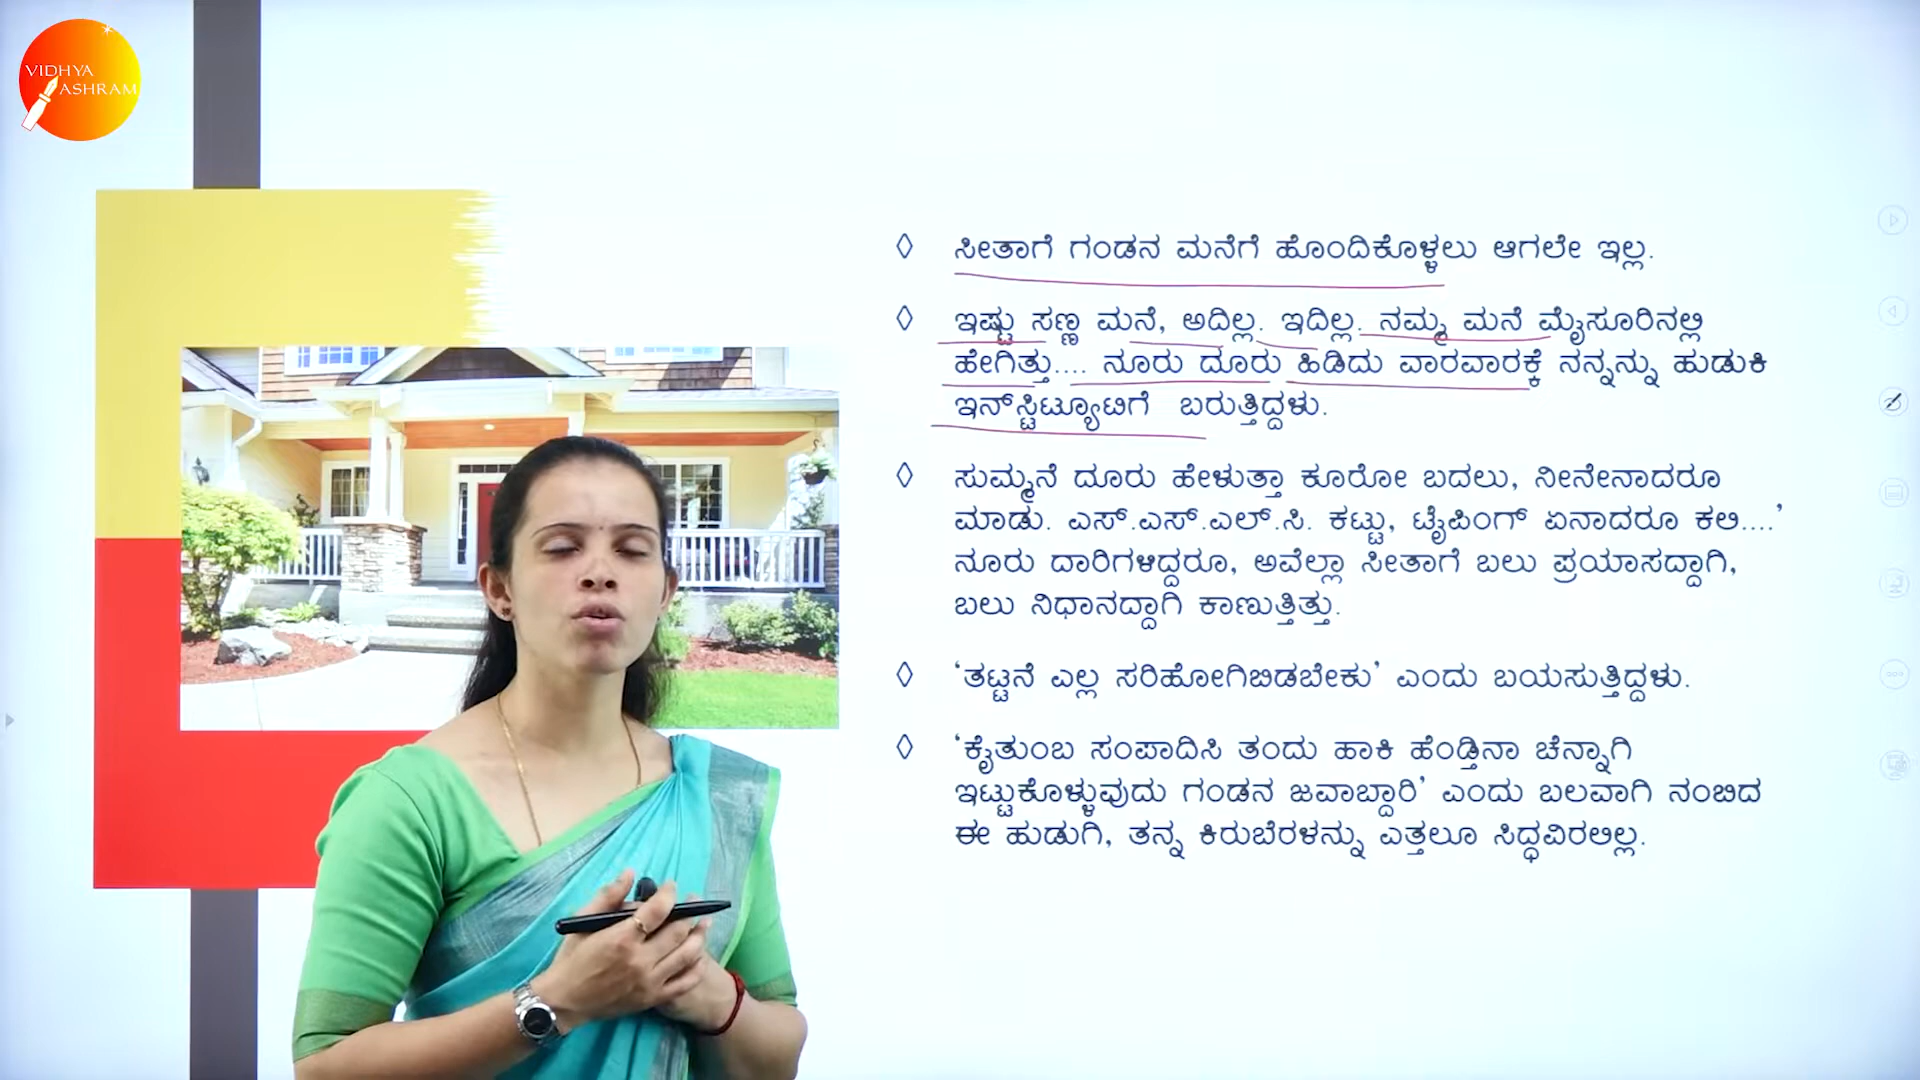 VIDHYA
ASHRAM
ಸೀತಾಗೆ ಗಂಡನ ಮನೆಗೆ ಹೊಂದಿಕೊಳ್ಳಲು ಆಗಲೇ ಇಲ್ಲ.
ಇಷ್ಟು ಸಣ್ಣ ಮನೆ, ಅದಿಲ್ಲ. ಇದಿಲ್ಲ. ನಮ್ಮ ಮನೆ ಮೈಸೂರಿನಲ್ಲಿ
ಹೇಗಿತ್ತು.... ನೂರು ದೂರು ಹಿಡಿದು ವಾರವಾರಕ್ಕೆ ನನ್ನನ್ನು ಹುಡುಕಿ
ಇನ್‌ಸ್ಟಿಟ್ಯೂಟಿಗೆ ಬರುತ್ತಿದ್ದಳು.
ಸುಮ್ಮನೆ ದೂರು ಹೇಳುತ್ತಾ ಕೂರೋ ಬದಲು, ನೀನೇನಾದರೂ
ಮಾಡು. ಎಸ್.ಎಸ್.ಎಲ್.ಸಿ. ಕಟ್ಟು, ಟೈಪಿಂಗ್ ಏನಾದರೂ ಕಲಿ....’
ನೂರು ದಾರಿಗಳಿದ್ದರೂ, ಅವೆಲ್ಲಾ ಸೀತಾಗೆ ಬಲು ಪ್ರಯಾಸದ್ದಾಗಿ,
ಬಲು ನಿಧಾನದ್ದಾಗಿ ಕಾಣುತ್ತಿತ್ತು.
‘ತಟ್ಟನೆ ಎಲ್ಲ ಸರಿಹೋಗಿಬಿಡಬೇಕು’ ಎಂದು ಬಯಸುತ್ತಿದ್ದಳು.
‘ಕೈತುಂಬ ಸಂಪಾದಿಸಿ ತಂದು ಹಾಕಿ ಹೆಂಡ್ತಿನಾ ಚೆನ್ನಾಗಿ
ಇಟ್ಟುಕೊಳ್ಳುವುದು ಗಂಡನ ಜವಾಬ್ದಾರಿ’ ಎಂದು ಬಲವಾಗಿ ನಂಬಿದ
ಈ ಹುಡುಗಿ, ತನ್ನ ಕಿರುಬೆರಳನ್ನು ಎತ್ತಲೂ ಸಿದ್ಧವಿರಲಿಲ್ಲ.